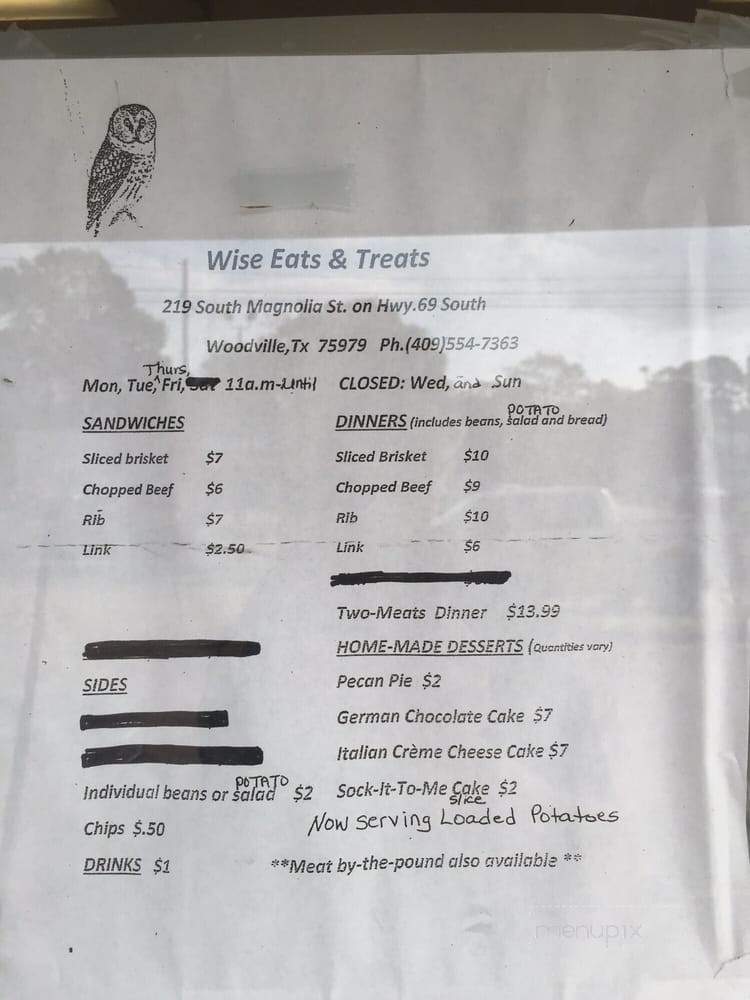 Wise Eats & Treats
219 South Magnolia St. on Hwy.69 South
Woodville,Tx 75979 Ph.(409)554-7363
Mon, Tue, Thurs, Fri, 11a.m-until CLOSED: Wed, and Sun
SANDWICHES
Sliced brisket $7
Chopped Beef $6
Rib $7
Link $2.50
DINNERS (includes beans, POTATO salad and bread)
Sliced Brisket $10
Chopped Beef $9
Rib $10
Link $6
Two-Meats Dinner $13.99
SIDES
Individual beans or POTATO salad $2
Chips $.50
DRINKS $1
HOME-MADE DESSERTS (Quantities vary)
Pecan Pie $2
German Chocolate Cake $7
Italian Crème Cheese Cake $7
Sock-It-To-Me Cake $2
slice
Now serving Loaded Potatoes
**Meat by-the-pound also available **
menupix